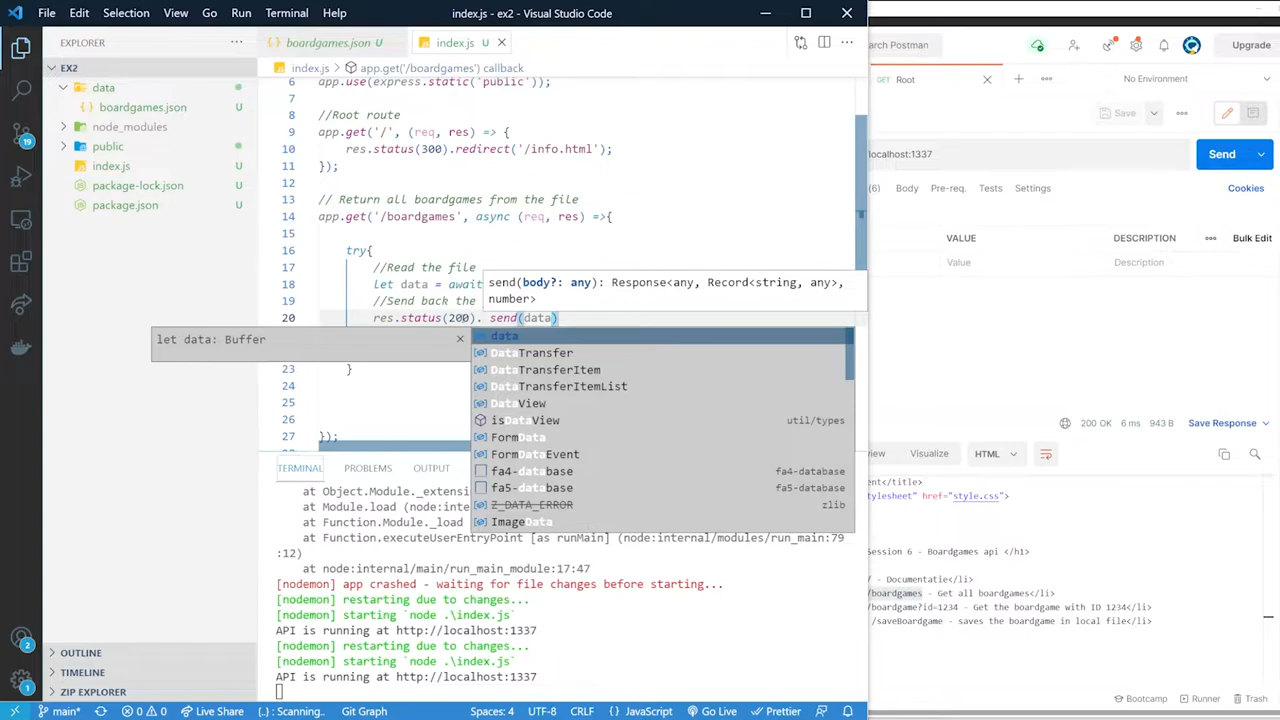 File Edit Selection View Go Run Terminal Help
index.js - ex2 - Visual Studio Code
EXPLORER
EX2
data
boardgames.json U
node_modules
public
index.js U
package-lock.json U
package.json U
OUTLINE
TIMELINE
ZIP EXPLORER
19
2
1
boardgames.json U
index.js U
index.js > app.get('/boardgames') callback
6 app.use(express.static('public'));
7
8 //Root route
9 app.get('/', (req, res) => {
10 res.status(300).redirect('/info.html');
11 });
12
13 // Return all boardgames from the file
14 app.get('/boardgames', async (req, res) =>{
15
16 try{
17 //Read the file
18 let data = await
19 //Send back the
20 res.status(200). send(data)
23 }
24
25
26
27 });
send(body?: any): Response<any, Record<string, any>,
number>
let data: Buffer
data
DataTransfer
DataTransferItem
DataTransferItemList
DataView
isDataView util/types
FormData
FormDataEvent
fa4-database fa4-database
fa5-database fa5-database
Z_DATA_ERROR zlib
ImageData
TERMINAL PROBLEMS OUTPUT
at Object.Module._extensi
at Module.load (node:inte
at Function.Module._load
at Function.executeUserEntryPoint [as runMain] (node:internal/modules/run_main:79
:12)
at node:internal/main/run_main_module:17:47
[nodemon] app crashed - waiting for file changes before starting...
[nodemon] restarting due to changes...
[nodemon] starting `node .\index.js`
API is running at http://localhost:1337
[nodemon] restarting due to changes...
[nodemon] starting `node .\index.js`
API is running at http://localhost:1337
main* 0 0 Live Share {..} : Scanning.. Git Graph Spaces: 4 UTF-8 CRLF JavaScript Go Live Prettier
arch Postman
Upgrade
GET Root
No Environment
Save
localhost:1337
Send
(6) Body Pre-req. Tests Settings Cookies
VALUE DESCRIPTION Bulk Edit
Value Description
200 OK 6 ms 943 B Save Response
iew Visualize HTML
ent</title>
tylesheet" href="style.css">
Session 6 - Boardgames api </h1>
/ - Documentatie</li>
/boardgames - Get all boardgames</li>
/boardgame?id=1234 - Get the boardgame with ID 1234</li>
/saveBoardgame - saves the boardgame in local file</li>
Bootcamp Runner Trash